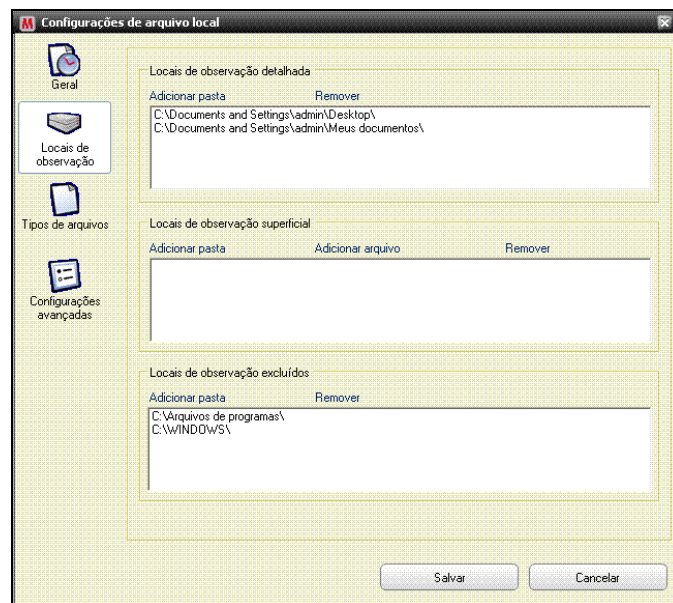 Configurações de arquivo local
Geral
Locais de
observação
Tipos de arquivos
Configurações
avançadas
Locais de observação detalhada
Adicionar pasta Remover
C:\Documents and Settings\admin\Desktop\
C:\Documents and Settings\admin\Meus documentos\
Locais de observação superficial
Adicionar pasta Adicionar arquivo Remover
Locais de observação excluídos
Adicionar pasta Remover
C:\Arquivos de programas\
C:\WINDOWS\
Salvar Cancelar